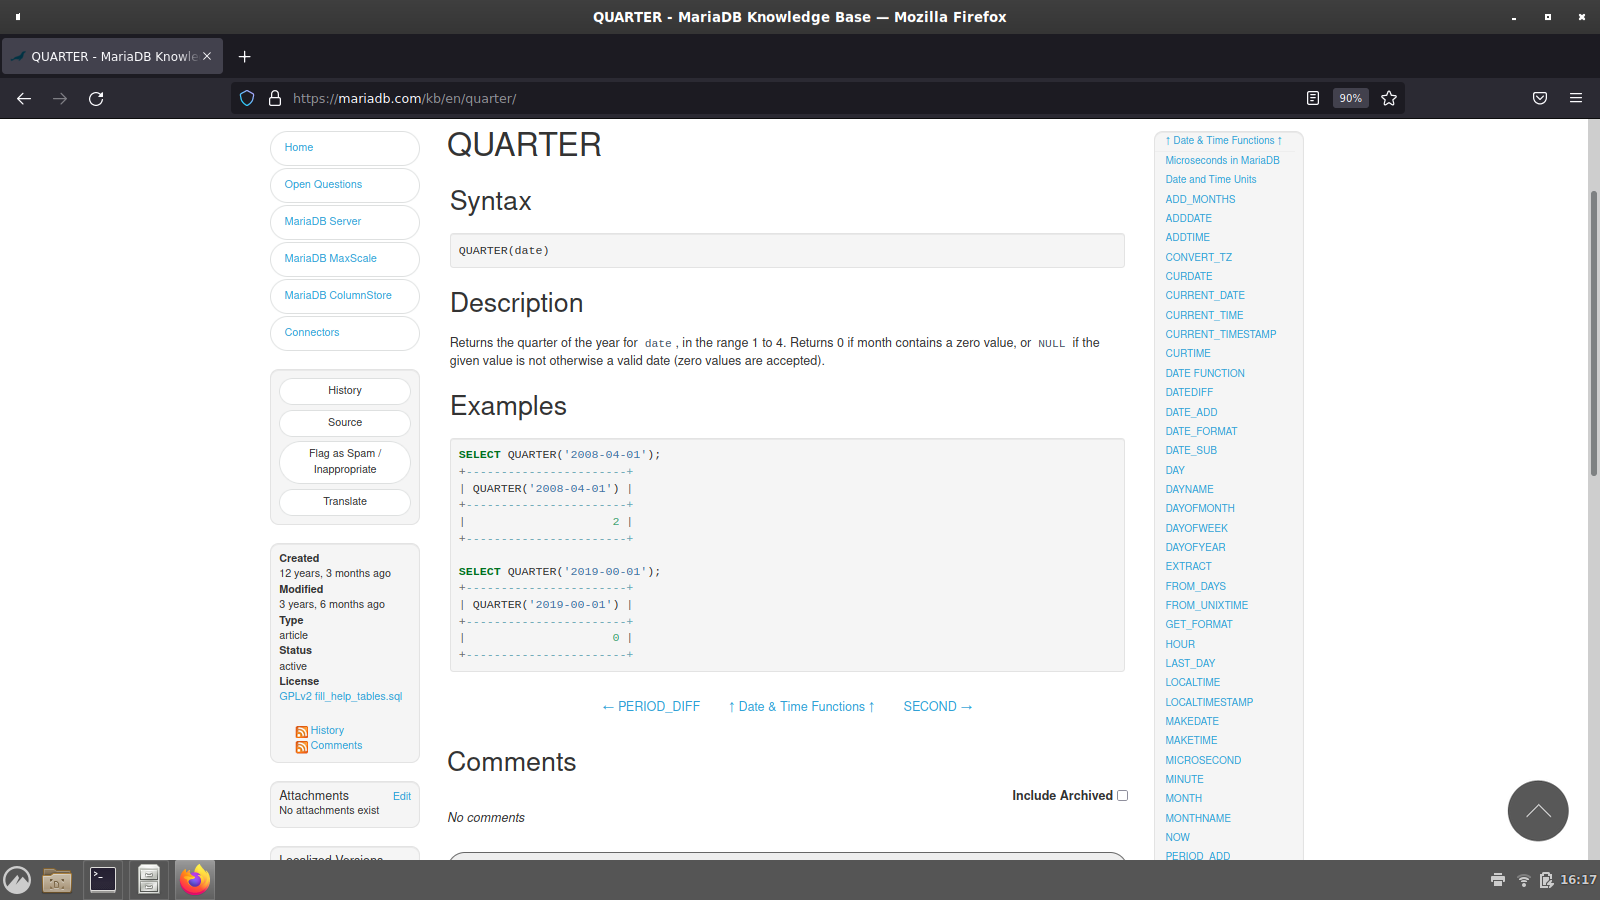 QUARTER - MariaDB Knowledge Base — Mozilla Firefox
QUARTER - MariaDB Knowle
https://mariadb.com/kb/en/quarter/
90%
Home
Open Questions
MariaDB Server
MariaDB MaxScale
MariaDB ColumnStore
Connectors
History
Source
Flag as Spam /
Inappropriate
Translate
Created
12 years, 3 months ago
Modified
3 years, 6 months ago
Type
article
Status
active
License
GPLv2 fill_help_tables.sql
History
Comments
Attachments Edit
No attachments exist
Localized Versions
QUARTER
Syntax
QUARTER(date)
Description
Returns the quarter of the year for date, in the range 1 to 4. Returns 0 if month contains a zero value, or NULL if the
given value is not otherwise a valid date (zero values are accepted).
Examples
SELECT QUARTER('2008-04-01');
+-----------------------+
| QUARTER('2008-04-01') |
+-----------------------+
|                     2 |
+-----------------------+
SELECT QUARTER('2019-00-01');
+-----------------------+
| QUARTER('2019-00-01') |
+-----------------------+
|                     0 |
+-----------------------+
← PERIOD_DIFF ↑ Date & Time Functions ↑ SECOND →
Comments
Include Archived
No comments
↑ Date & Time Functions ↑
Microseconds in MariaDB
Date and Time Units
ADD_MONTHS
ADDDATE
ADDTIME
CONVERT_TZ
CURDATE
CURRENT_DATE
CURRENT_TIME
CURRENT_TIMESTAMP
CURTIME
DATE FUNCTION
DATEDIFF
DATE_ADD
DATE_FORMAT
DATE_SUB
DAY
DAYNAME
DAYOFMONTH
DAYOFWEEK
DAYOFYEAR
EXTRACT
FROM_DAYS
FROM_UNIXTIME
GET_FORMAT
HOUR
LAST_DAY
LOCALTIME
LOCALTIMESTAMP
MAKEDATE
MAKETIME
MICROSECOND
MINUTE
MONTH
MONTHNAME
NOW
PERIOD_ADD
16:17